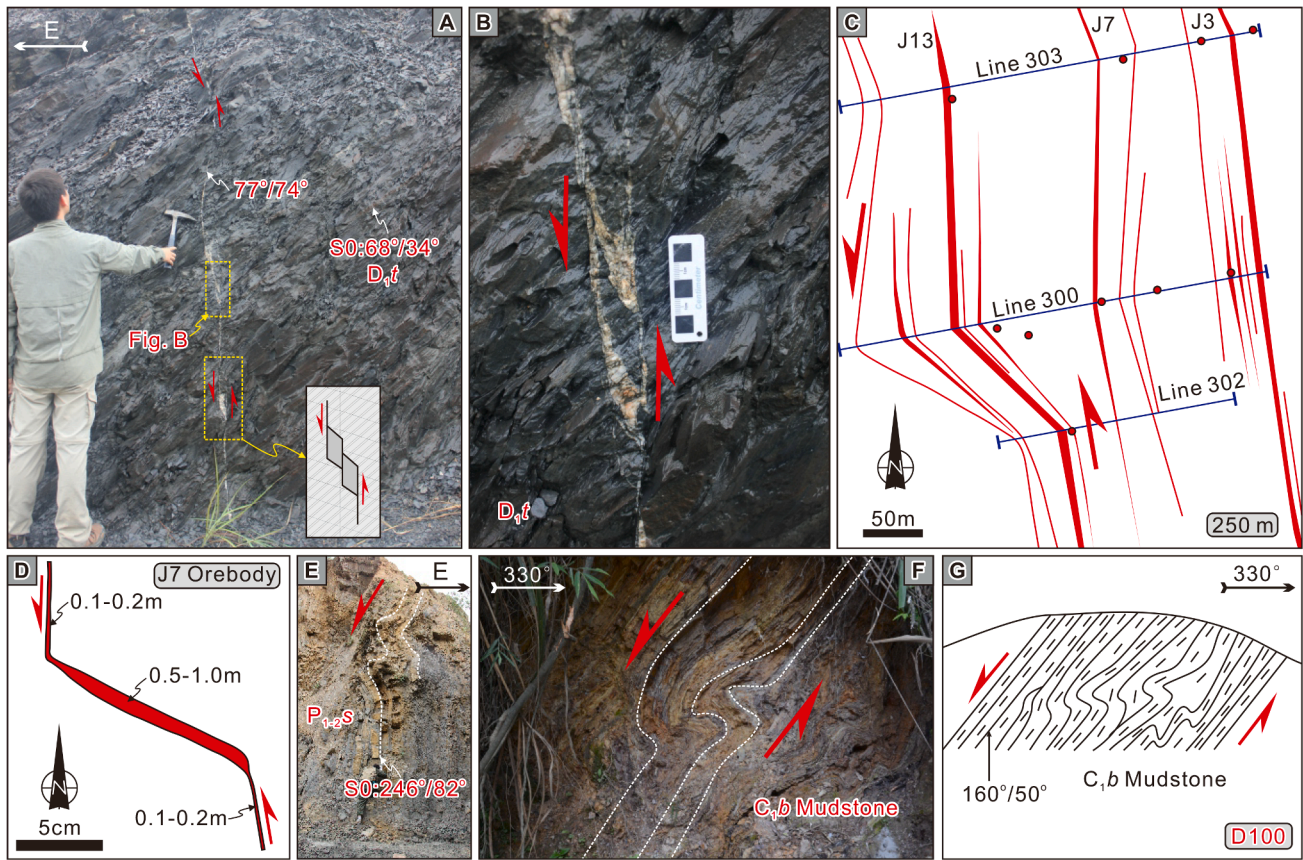 A
E
77°/74°
S0:68°/34°
D₁t
Fig. B
B
D₁t
C
J13
J7
J3
Line 303
Line 300
Line 302
N
50m
250 m
D
J7 Orebody
0.1-0.2m
0.5-1.0m
N
0.1-0.2m
5cm
E
E
P₁₋₂s
S0:246°/82°
F
330°
C₁b Mudstone
G
330°
160°/50°
C₁b Mudstone
D100